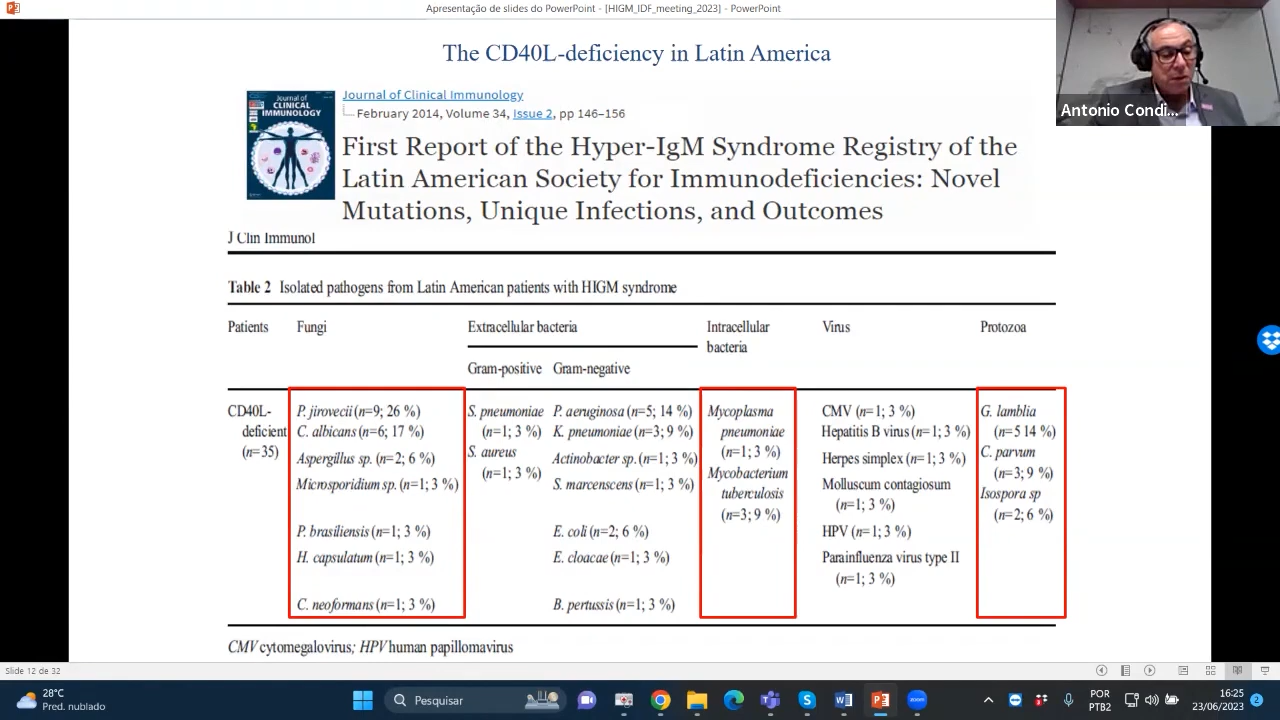 Apresentação de slides do PowerPoint - [HIGM_IDF_meeting_2023] - PowerPoint
The CD40L-deficiency in Latin America
Antonio Condi...
Journal of
CLINICAL
IMMUNOLOGY
Journal of Clinical Immunology
February 2014, Volume 34, Issue 2, pp 146–156
First Report of the Hyper-IgM Syndrome Registry of the
Latin American Society for Immunodeficiencies: Novel
Mutations, Unique Infections, and Outcomes
J Clin Immunol
Table 2 Isolated pathogens from Latin American patients with HIGM syndrome
Patients
Fungi
Extracellular bacteria
Intracellular
bacteria
Virus
Protozoa
Gram-positive
Gram-negative
CD40L-
deficient
(n=35)
P. jirovecii (n=9; 26 %)
C. albicans (n=6; 17 %)
Aspergillus sp. (n=2; 6 %)
Microsporidium sp. (n=1; 3 %)
P. brasiliensis (n=1; 3 %)
H. capsulatum (n=1; 3 %)
C. neoformans (n=1; 3 %)
S. pneumoniae
(n=1; 3 %)
S. aureus
(n=1; 3 %)
P. aeruginosa (n=5; 14 %)
K. pneumoniae (n=3; 9 %)
Actinobacter sp. (n=1; 3 %)
S. marcenscens (n=1; 3 %)
E. coli (n=2; 6 %)
E. cloacae (n=1; 3 %)
B. pertussis (n=1; 3 %)
Mycoplasma
pneumoniae
(n=1; 3 %)
Mycobacterium
tuberculosis
(n=3; 9 %)
CMV (n=1; 3 %)
Hepatitis B virus (n=1; 3 %)
Herpes simplex (n=1; 3 %)
Molluscum contagiosum
(n=1; 3 %)
HPV (n=1; 3 %)
Parainfluenza virus type II
(n=1; 3 %)
G. lamblia
(n=5 14 %)
C. parvum
(n=3; 9 %)
Isospora sp
(n=2; 6 %)
CMV cytomegalovirus; HPV human papillomavirus
Slide 12 de 32
28°C
Pred. nublado
Pesquisar
zoom
POR
PTB2
16:25
23/06/2023
2